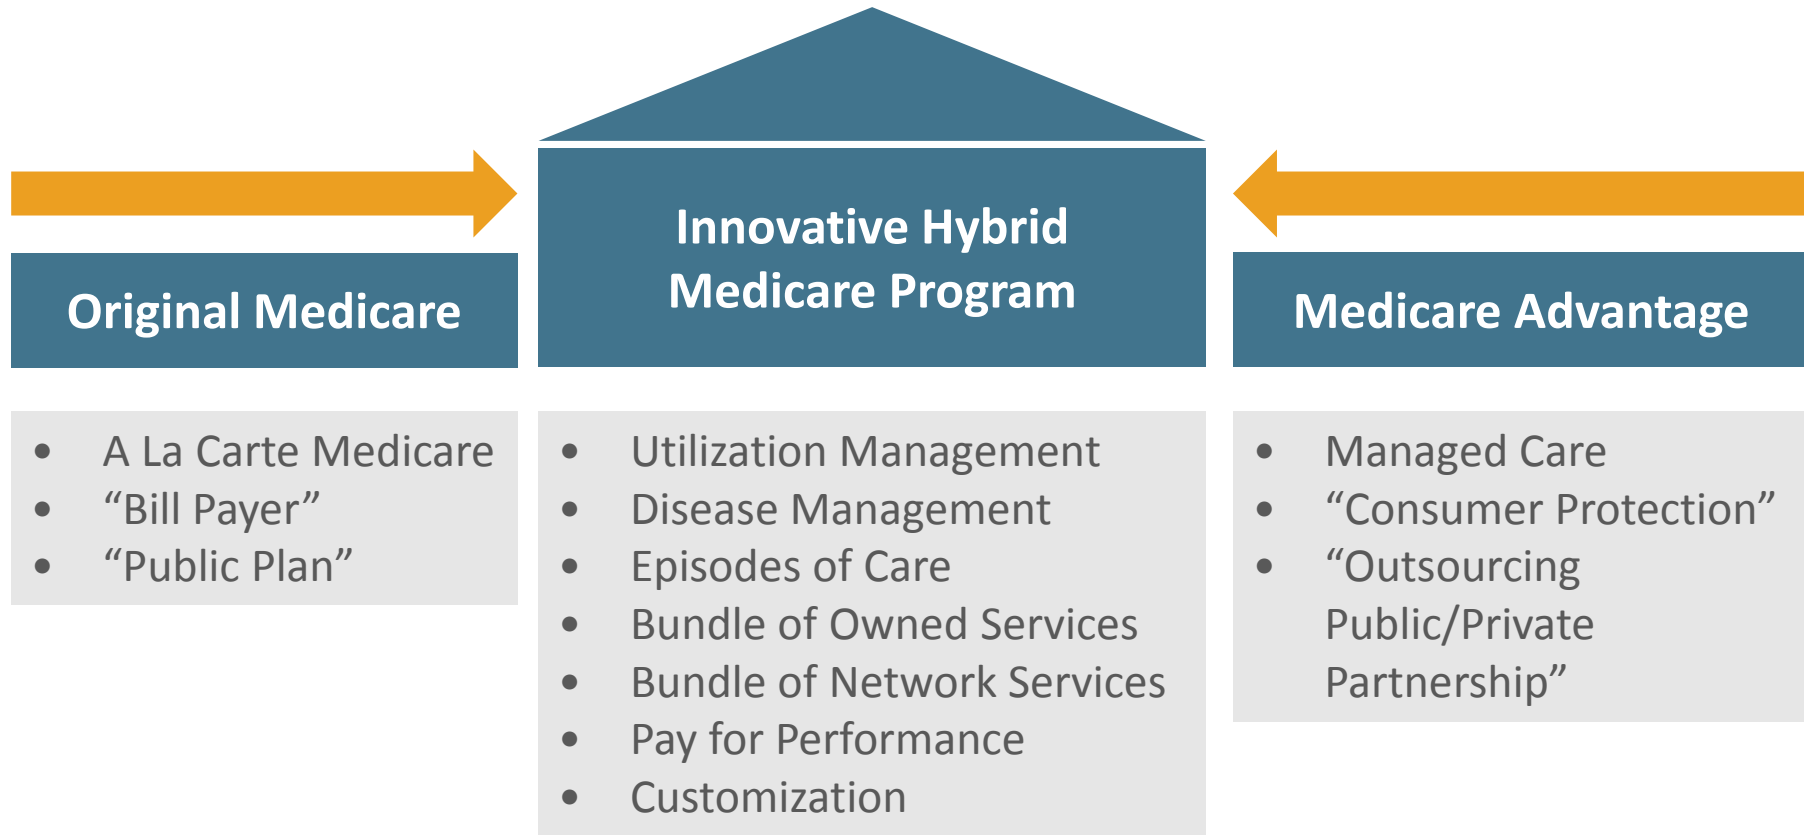 Original Medicare
• A La Carte Medicare
• “Bill Payer”
• “Public Plan”
Innovative Hybrid
Medicare Program
• Utilization Management
• Disease Management
• Episodes of Care
• Bundle of Owned Services
• Bundle of Network Services
• Pay for Performance
• Customization
Medicare Advantage
• Managed Care
• “Consumer Protection”
• “Outsourcing
Public/Private
Partnership”